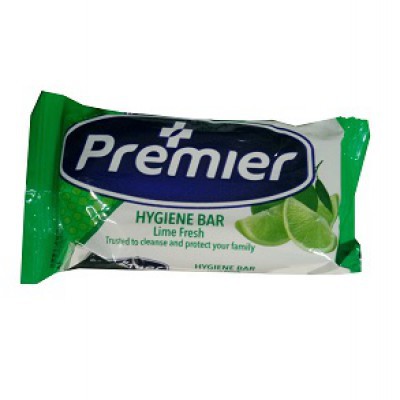 Premier
HYGIENE BAR
Lime Fresh
Trusted to cleanse and protect your family
HYGIENE BAR